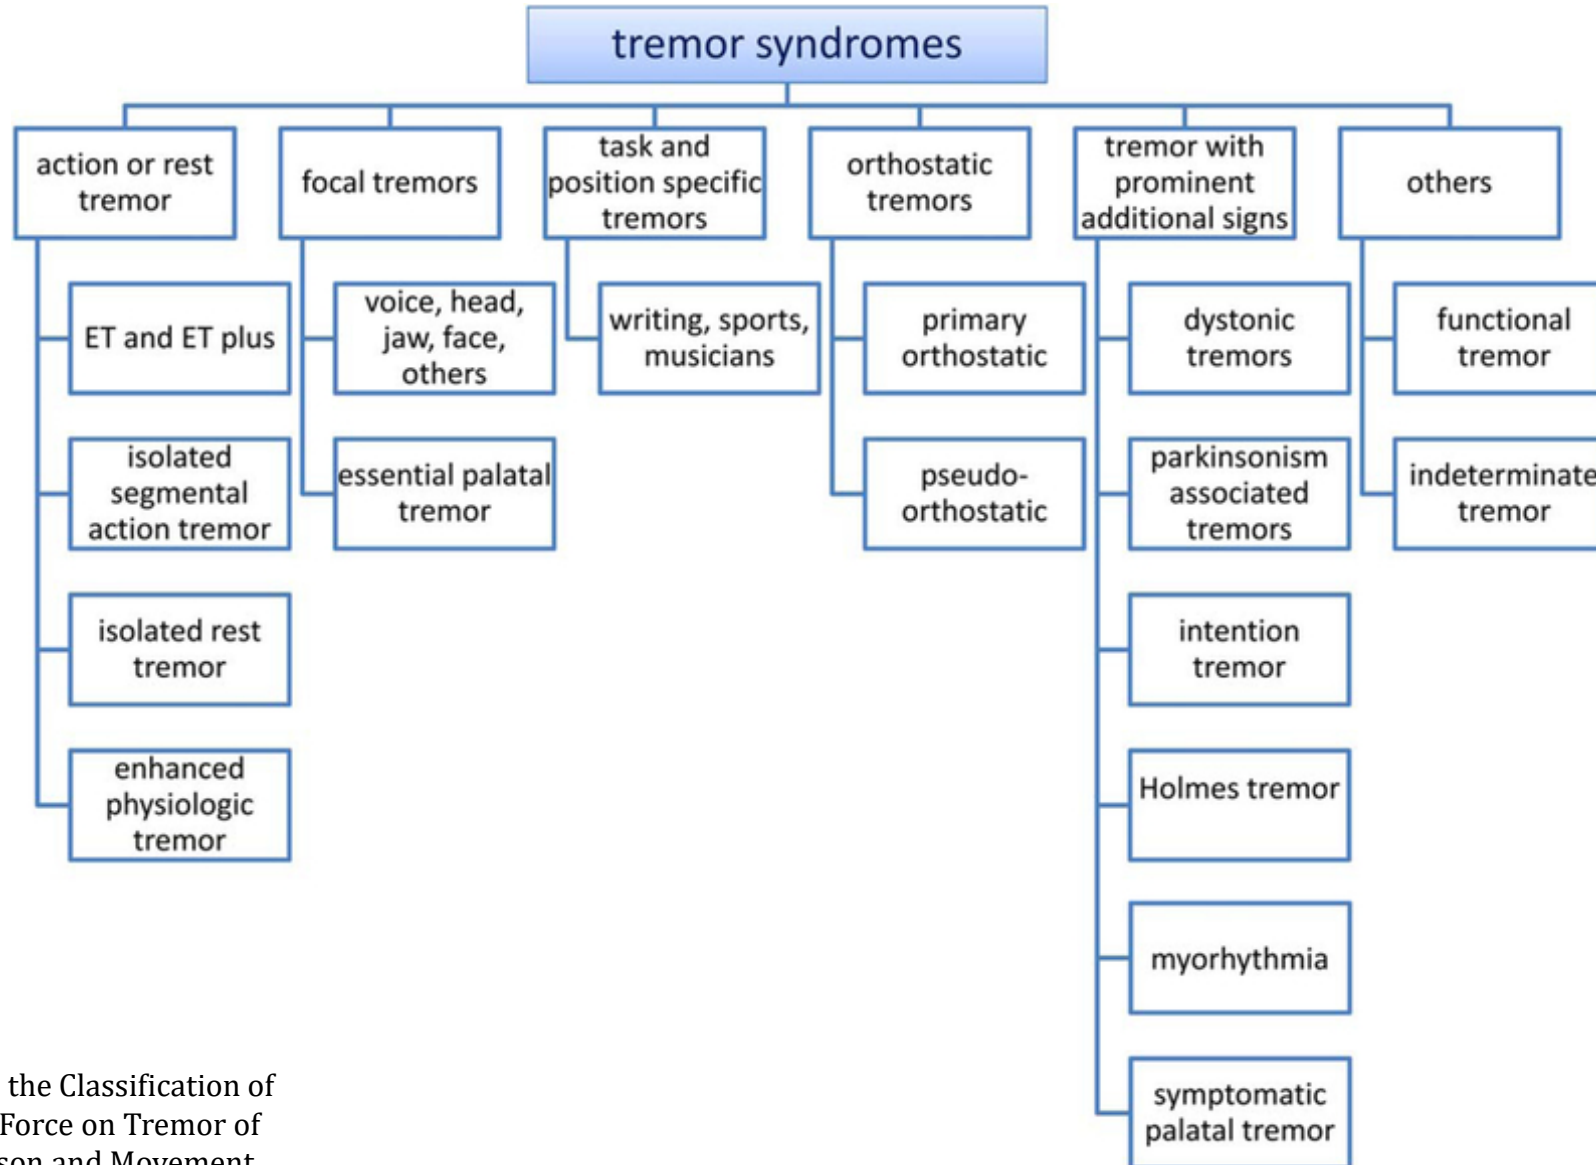 tremor syndromes
action or rest
tremor
focal tremors
task and
position specific
tremors
orthostatic
tremors
tremor with
prominent
additional signs
others
ET and ET plus
isolated
segmental
action tremor
isolated rest
tremor
enhanced
physiologic
tremor
voice, head,
jaw, face,
others
essential palatal
tremor
writing, sports,
musicians
primary
orthostatic
pseudo-
orthostatic
dystonic
tremors
parkinsonism
associated
tremors
intention
tremor
Holmes tremor
myorhythmia
symptomatic
palatal tremor
functional
tremor
indeterminate
tremor
the Classification of
Force on Tremor of
son and Movement